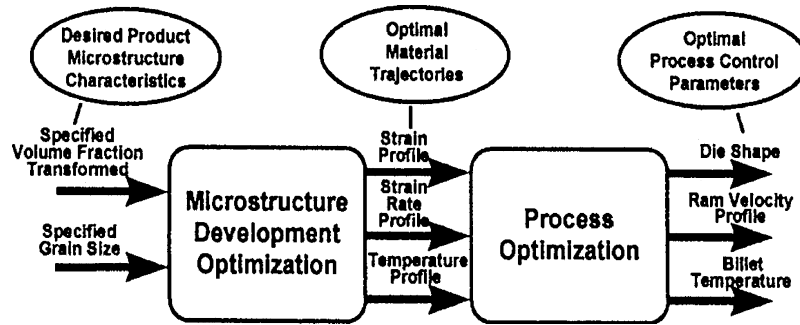 Desired Product
Microstructure
Characteristics
Optimal
Material
Trajectories
Optimal
Process Control
Parameters
Specified
Volume Fraction
Transformed
Specified
Grain Size
Microstructure
Development
Optimization
Strain
Profile
Strain
Rate
Profile
Temperature
Profile
Process
Optimization
Die Shape
Ram Velocity
Profile
Billet
Temperature